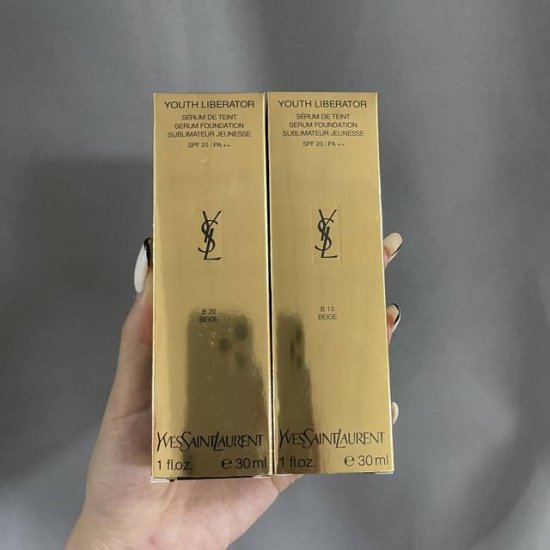 YOUTH LIBERATOR
SÉRUM DE TEINT
SERUM FOUNDATION
SUBLIMATEUR JEUNESSE
SPF 20 / PA ++
YSL
B 20
BEIGE
YVESSAINTLAURENT
1 fl.oz. e 30 ml
YOUTH LIBERATOR
SÉRUM DE TEINT
SERUM FOUNDATION
SUBLIMATEUR JEUNESSE
SPF 20 / PA ++
YSL
B 10
BEIGE
YVESSAINTLAURENT
1 fl.oz. e 30 ml